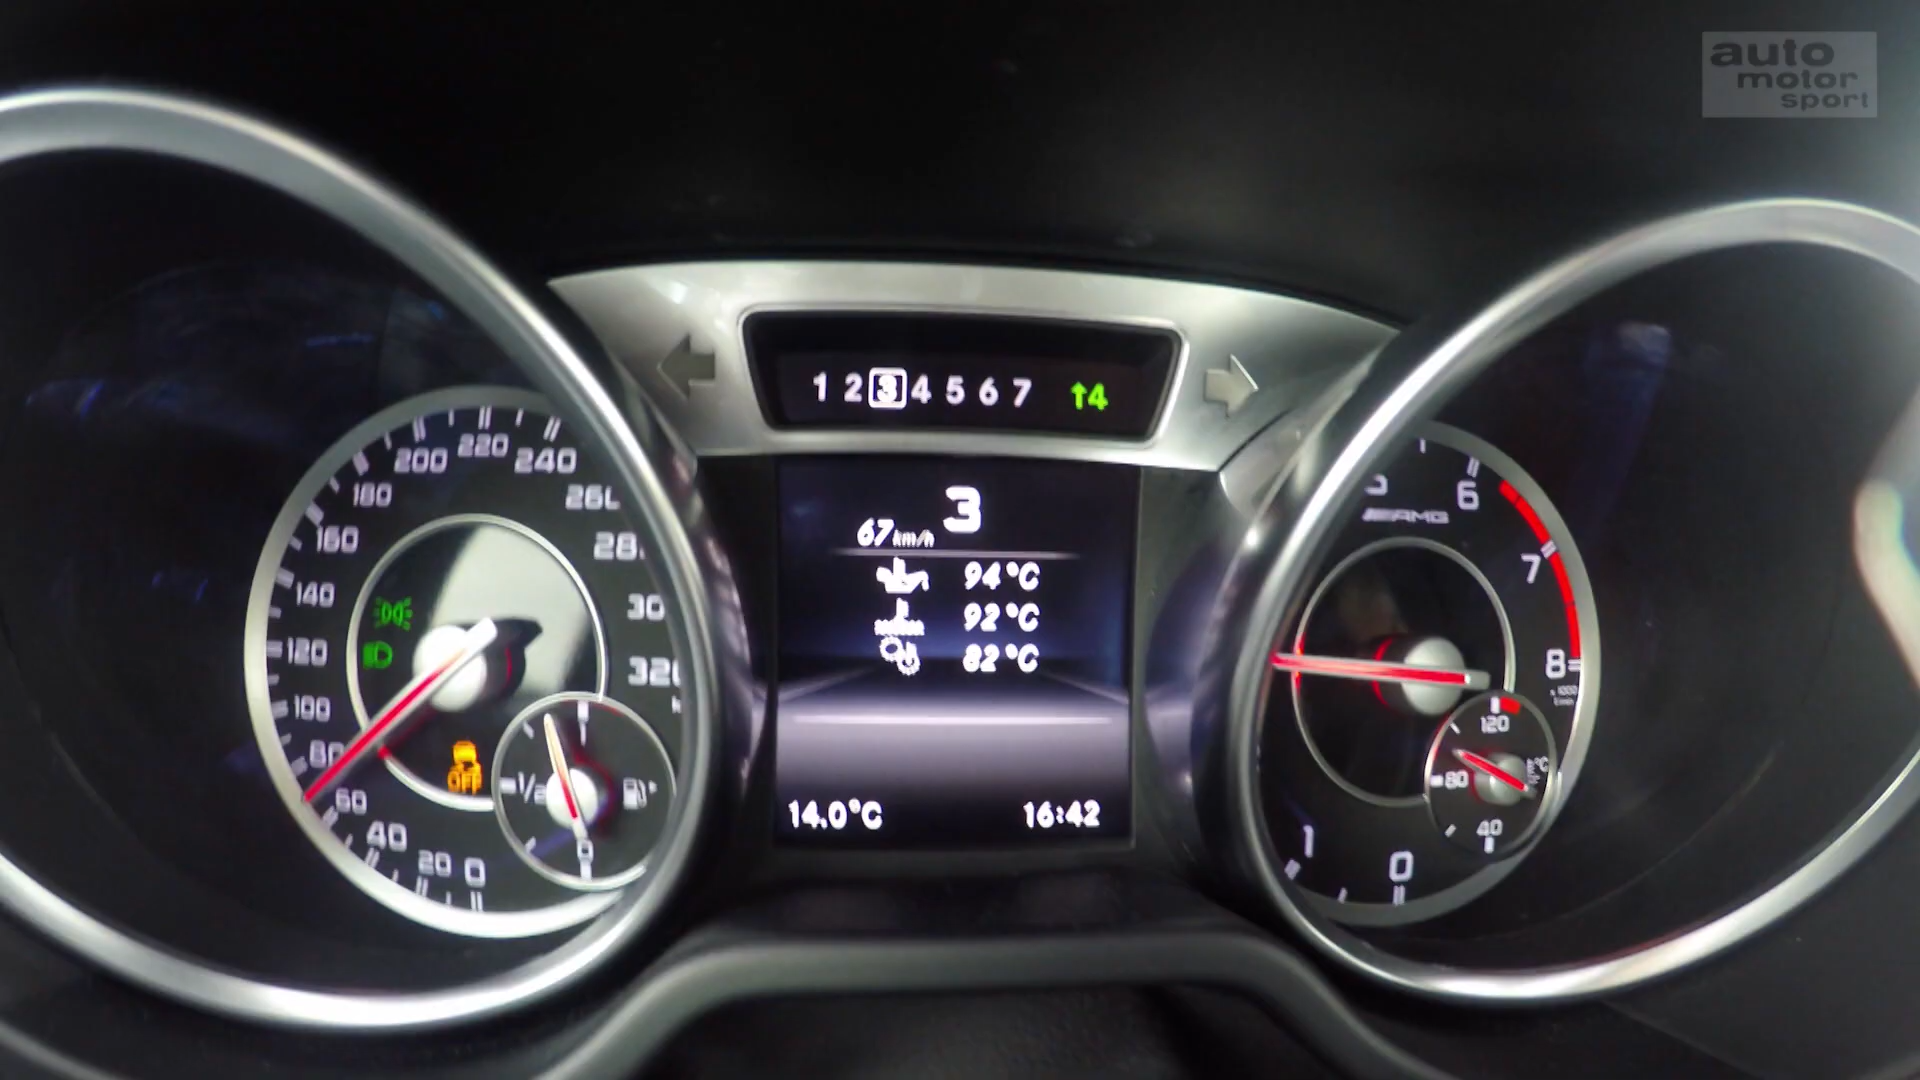 auto
motor
sport
1 2 3 4 5 6 7 ↑4
3
67 km/h
94°C
92°C
82°C
14.0°C 16:42
0
20
40
60
80
100
120
140
160
180
200
220
240
OFF
1/2
0
AMG
0
1
6
7
8
120
80
40
°C